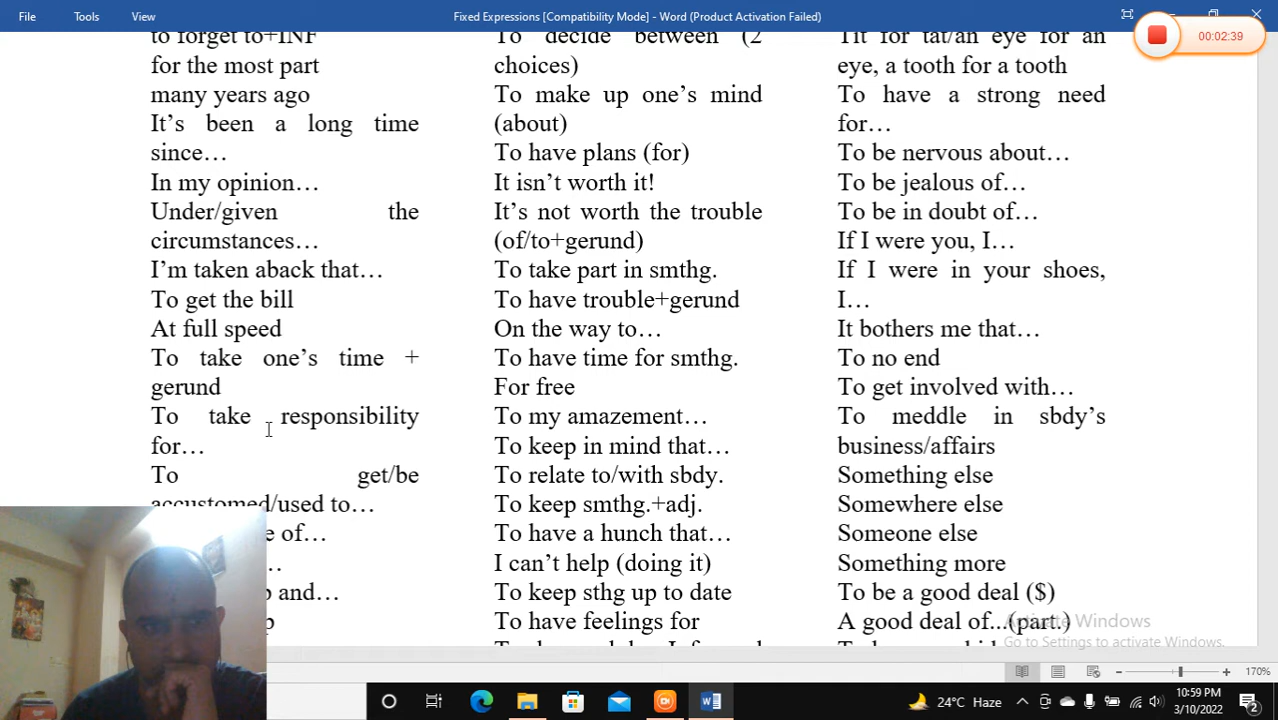 File Tools View Fixed Expressions [Compatibility Mode] - Word (Product Activation Failed)
00:02:39
to forget to+INF
for the most part
many years ago
It's been a long time
since…
In my opinion…
Under/given the
circumstances…
I'm taken aback that…
To get the bill
At full speed
To take one's time +
gerund
To take responsibility
for…
To get/be
accustomed/used to…
of…
…
and…
To decide between (2
choices)
To make up one's mind
(about)
To have plans (for)
It isn't worth it!
It's not worth the trouble
(of/to+gerund)
To take part in smthg.
To have trouble+gerund
On the way to…
To have time for smthg.
For free
To my amazement…
To keep in mind that…
To relate to/with sbdy.
To keep smthg.+adj.
To have a hunch that…
I can't help (doing it)
To keep sthg up to date
To have feelings for
Tit for tat/an eye for an
eye, a tooth for a tooth
To have a strong need
for…
To be nervous about…
To be jealous of…
To be in doubt of…
If I were you, I…
If I were in your shoes,
I…
It bothers me that…
To no end
To get involved with…
To meddle in sbdy's
business/affairs
Something else
Somewhere else
Someone else
Something more
To be a good deal ($)
A good deal of...(part.)
Activate Windows
Go to Settings to activate Windows.
170%
24°C Haze
10:59 PM
3/10/2022
2